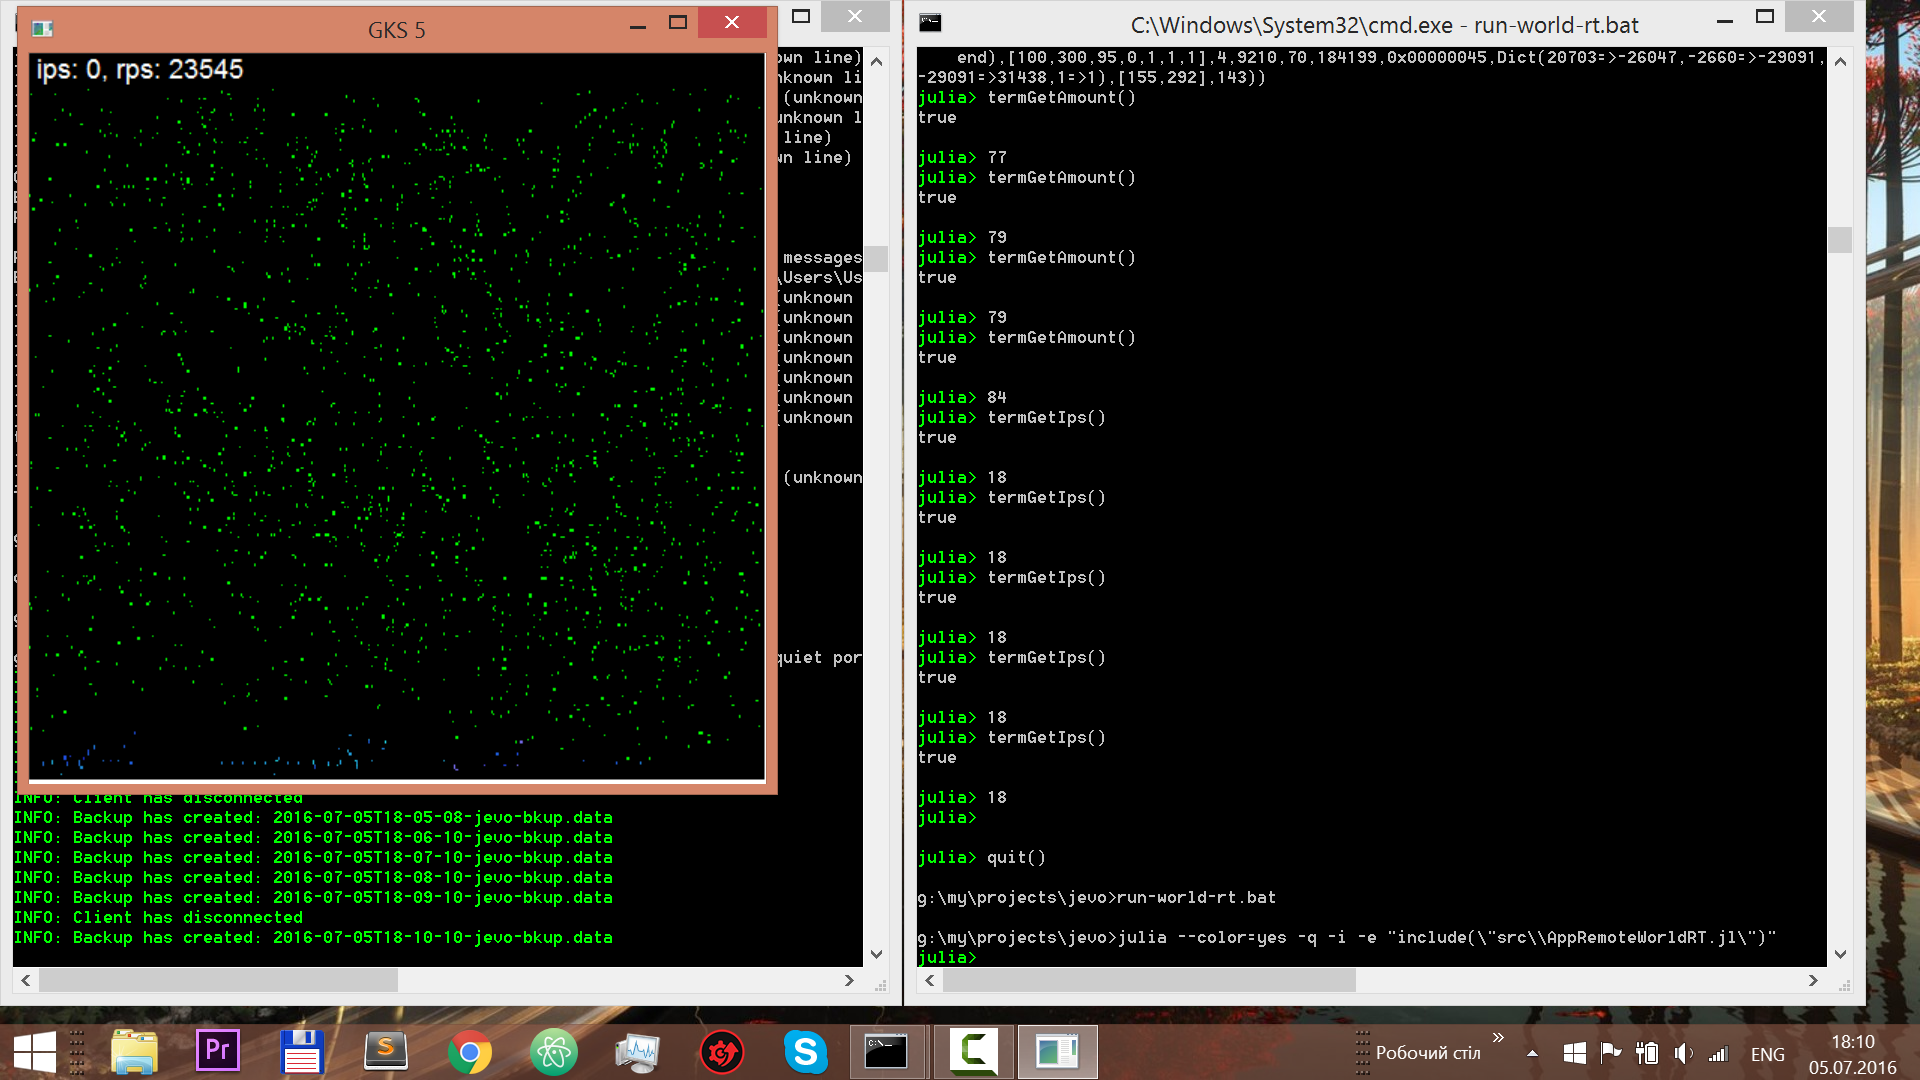 GKS 5
ips: 0, rps: 23545
own line)
nknown li
(unknown
unknown l
line)
wn line)
messages
\Users\Us
(unknown
(unknown
(unknown
(unknown
(unknown
(unknown
(unknown
(unknown
quiet por
INFO: Client has disconnected
INFO: Backup has created: 2016-07-05T18-05-08-jevo-bkup.data
INFO: Backup has created: 2016-07-05T18-06-10-jevo-bkup.data
INFO: Backup has created: 2016-07-05T18-07-10-jevo-bkup.data
INFO: Backup has created: 2016-07-05T18-08-10-jevo-bkup.data
INFO: Backup has created: 2016-07-05T18-09-10-jevo-bkup.data
INFO: Client has disconnected
INFO: Backup has created: 2016-07-05T18-10-10-jevo-bkup.data
C:\Windows\System32\cmd.exe - run-world-rt.bat
end),[100,300,95,0,1,1,1],4,9210,70,184199,0x00000045,Dict(20703=>-26047,-2660=>-29091,
-29091=>31438,1=>1),[155,292],143))
julia> termGetAmount()
true
julia> 77
julia> termGetAmount()
true
julia> 79
julia> termGetAmount()
true
julia> 79
julia> termGetAmount()
true
julia> 84
julia> termGetIps()
true
julia> 18
julia> termGetIps()
true
julia> 18
julia> termGetIps()
true
julia> 18
julia> termGetIps()
true
julia> 18
julia> termGetIps()
true
julia> 18
julia>
julia> quit()
g:\my\projects\jevo>run-world-rt.bat
g:\my\projects\jevo>julia --color=yes -q -i -e "include(\"src\\AppRemoteWorldRT.jl\")"
julia>
Pr
S
S
C:\_
C
Робочий стіл
»
ENG
18:10
05.07.2016